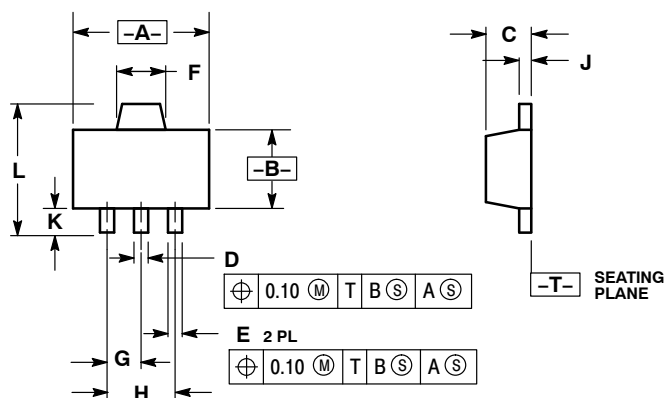 –A–
C
F
J
L
–B–
K
D
⌖ 0.10 Ⓜ T B Ⓢ A Ⓢ
–T– SEATING
PLANE
E 2 PL
G
⌖ 0.10 Ⓜ T B Ⓢ A Ⓢ
H